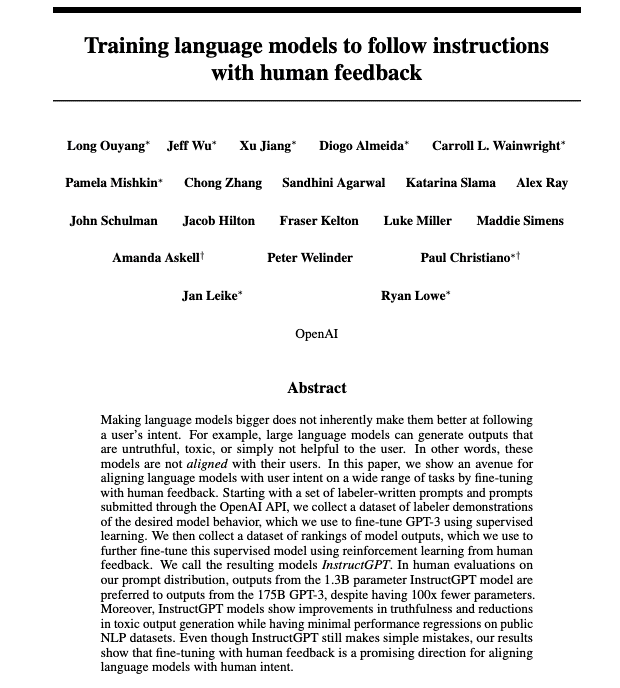 Training language models to follow instructions
with human feedback
Long Ouyang* Jeff Wu* Xu Jiang* Diogo Almeida* Carroll L. Wainwright*
Pamela Mishkin* Chong Zhang Sandhini Agarwal Katarina Slama Alex Ray
John Schulman Jacob Hilton Fraser Kelton Luke Miller Maddie Simens
Amanda Askell† Peter Welinder Paul Christiano*†
Jan Leike* Ryan Lowe*
OpenAI
Abstract
Making language models bigger does not inherently make them better at following
a user's intent. For example, large language models can generate outputs that
are untruthful, toxic, or simply not helpful to the user. In other words, these
models are not aligned with their users. In this paper, we show an avenue for
aligning language models with user intent on a wide range of tasks by fine-tuning
with human feedback. Starting with a set of labeler-written prompts and prompts
submitted through the OpenAI API, we collect a dataset of labeler demonstrations
of the desired model behavior, which we use to fine-tune GPT-3 using supervised
learning. We then collect a dataset of rankings of model outputs, which we use to
further fine-tune this supervised model using reinforcement learning from human
feedback. We call the resulting models InstructGPT. In human evaluations on
our prompt distribution, outputs from the 1.3B parameter InstructGPT model are
preferred to outputs from the 175B GPT-3, despite having 100x fewer parameters.
Moreover, InstructGPT models show improvements in truthfulness and reductions
in toxic output generation while having minimal performance regressions on public
NLP datasets. Even though InstructGPT still makes simple mistakes, our results
show that fine-tuning with human feedback is a promising direction for aligning
language models with human intent.